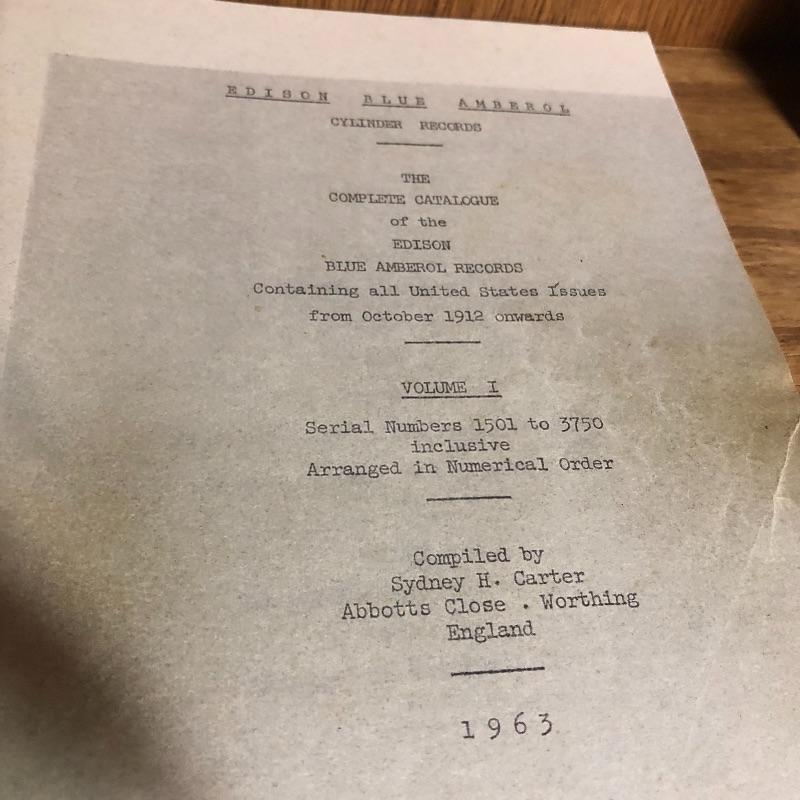 EDISON BLUE AMBEROL
CYLINDER RECORDS
THE
COMPLETE CATALOGUE
of the
EDISON
BLUE AMBEROL RECORDS
Containing all United States Issues
from October 1912 onwards
VOLUME I
Serial Numbers 1501 to 3750
inclusive
Arranged in Numerical Order
Compiled by
Sydney H. Carter
Abbotts Close . Worthing
England
1963